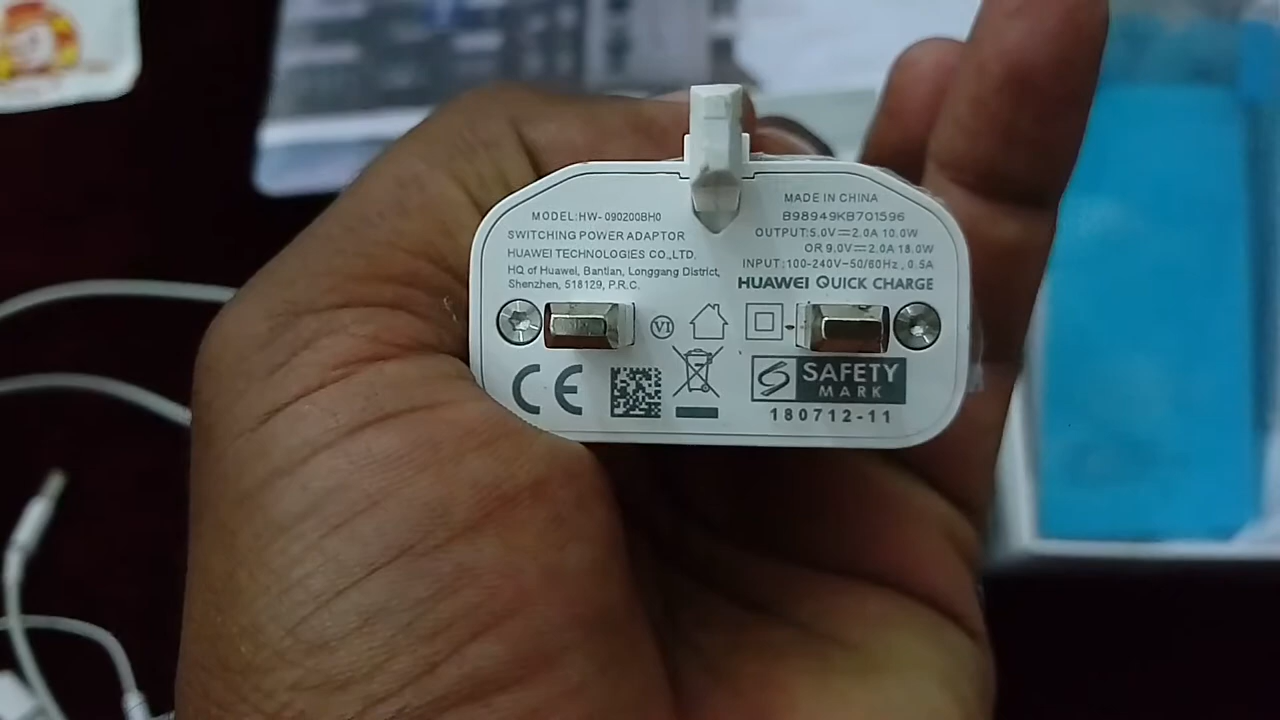 MODEL:HW-090200BH0
SWITCHING POWER ADAPTOR
HUAWEI TECHNOLOGIES CO.,LTD.
HQ of Huawei, Bantian, Longgang District,
Shenzhen, 518129, P.R.C.
MADE IN CHINA
B98949KB701596
OUTPUT:5.0V⎓2.0A 10.0W
OR 9.0V⎓2.0A 18.0W
INPUT:100-240V~50/60Hz, 0.5A
HUAWEI QUICK CHARGE
VI
CE
SAFETY
MARK
180712-11